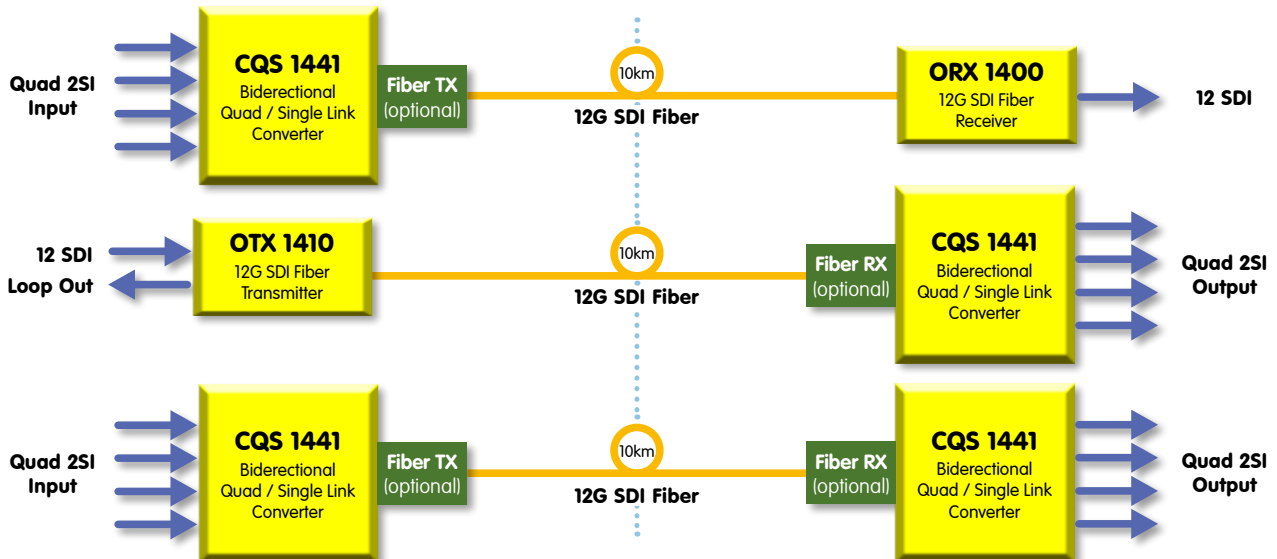 Quad 2SI
Input
CQS 1441
Biderectional
Quad / Single Link
Converter
Fiber TX
(optional)
10km
12G SDI Fiber
ORX 1400
12G SDI Fiber
Receiver
12 SDI
12 SDI
Loop Out
OTX 1410
12G SDI Fiber
Transmitter
10km
12G SDI Fiber
Fiber RX
(optional)
CQS 1441
Biderectional
Quad / Single Link
Converter
Quad 2SI
Output
Quad 2SI
Input
CQS 1441
Biderectional
Quad / Single Link
Converter
Fiber TX
(optional)
10km
12G SDI Fiber
Fiber RX
(optional)
CQS 1441
Biderectional
Quad / Single Link
Converter
Quad 2SI
Output